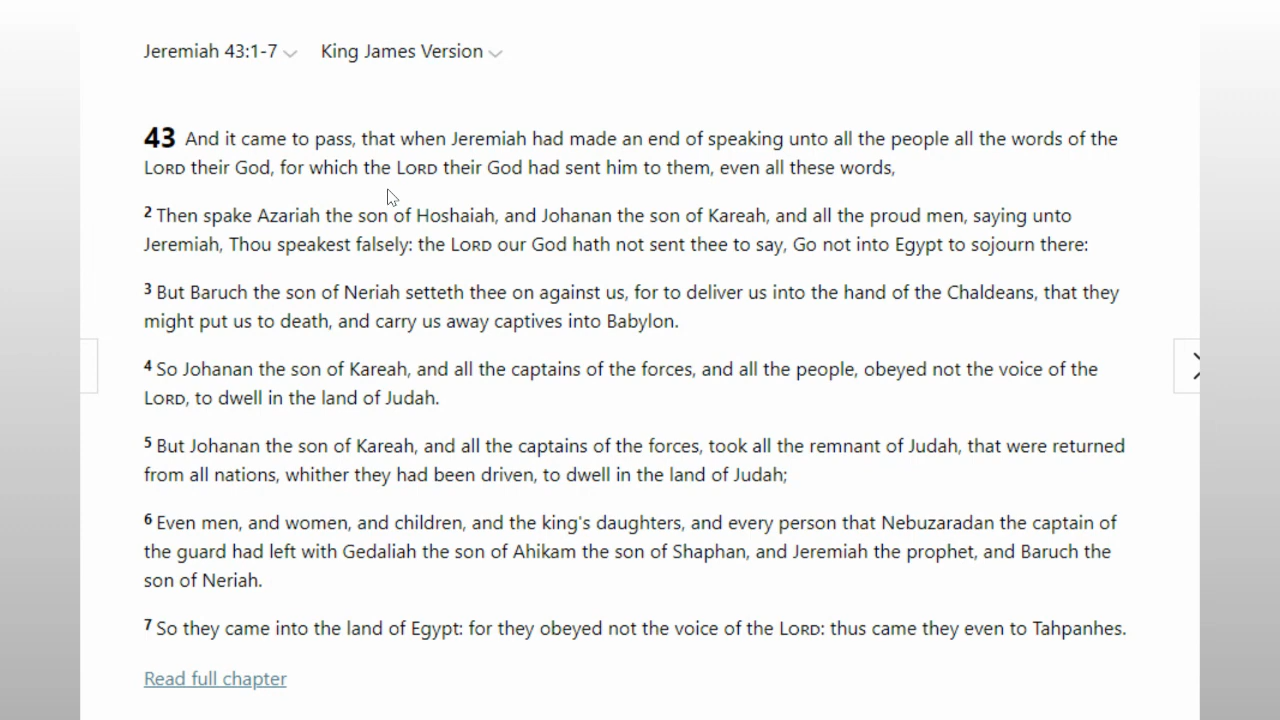 Jeremiah 43:1-7 King James Version
43 And it came to pass, that when Jeremiah had made an end of speaking unto all the people all the words of the
LORD their God, for which the LORD their God had sent him to them, even all these words,
2 Then spake Azariah the son of Hoshaiah, and Johanan the son of Kareah, and all the proud men, saying unto
Jeremiah, Thou speakest falsely: the LORD our God hath not sent thee to say, Go not into Egypt to sojourn there:
3 But Baruch the son of Neriah setteth thee on against us, for to deliver us into the hand of the Chaldeans, that they
might put us to death, and carry us away captives into Babylon.
4 So Johanan the son of Kareah, and all the captains of the forces, and all the people, obeyed not the voice of the
LORD, to dwell in the land of Judah.
5 But Johanan the son of Kareah, and all the captains of the forces, took all the remnant of Judah, that were returned
from all nations, whither they had been driven, to dwell in the land of Judah;
6 Even men, and women, and children, and the king's daughters, and every person that Nebuzaradan the captain of
the guard had left with Gedaliah the son of Ahikam the son of Shaphan, and Jeremiah the prophet, and Baruch the
son of Neriah.
7 So they came into the land of Egypt: for they obeyed not the voice of the LORD: thus came they even to Tahpanhes.
Read full chapter